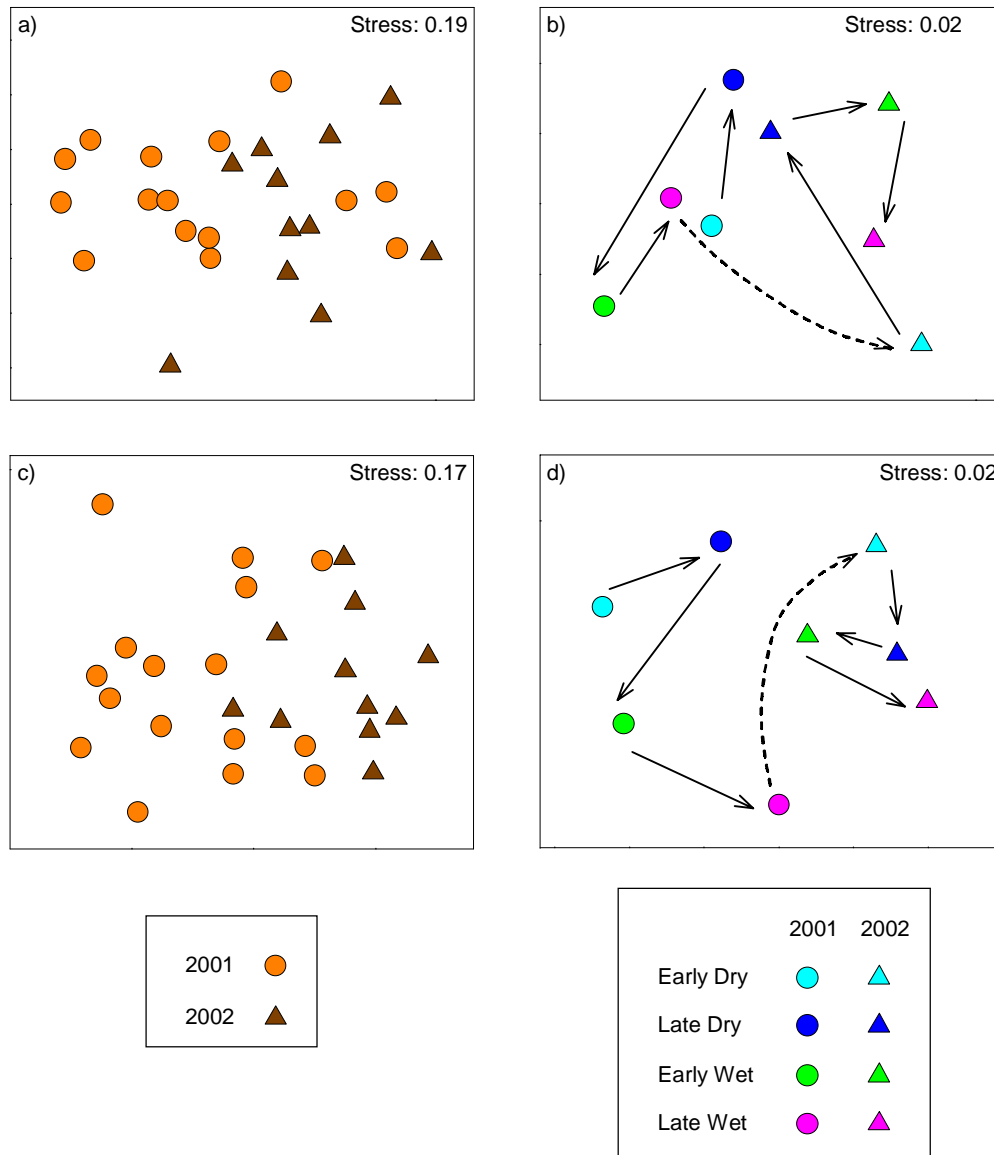 a) Stress: 0.19
b) Stress: 0.02
c) Stress: 0.17
d) Stress: 0.02
2001
2002
2001 2002
Early Dry
Late Dry
Early Wet
Late Wet